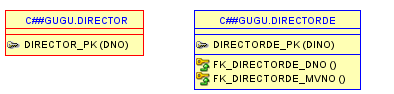 C##GUGU.DIRECTOR
DIRECTOR_PK (DNO)
C##GUGU.DIRECTORDE
DIRECTORDE_PK (DINO)
FK_DIRECTORDE_DNO ()
FK_DIRECTORDE_MVNO ()